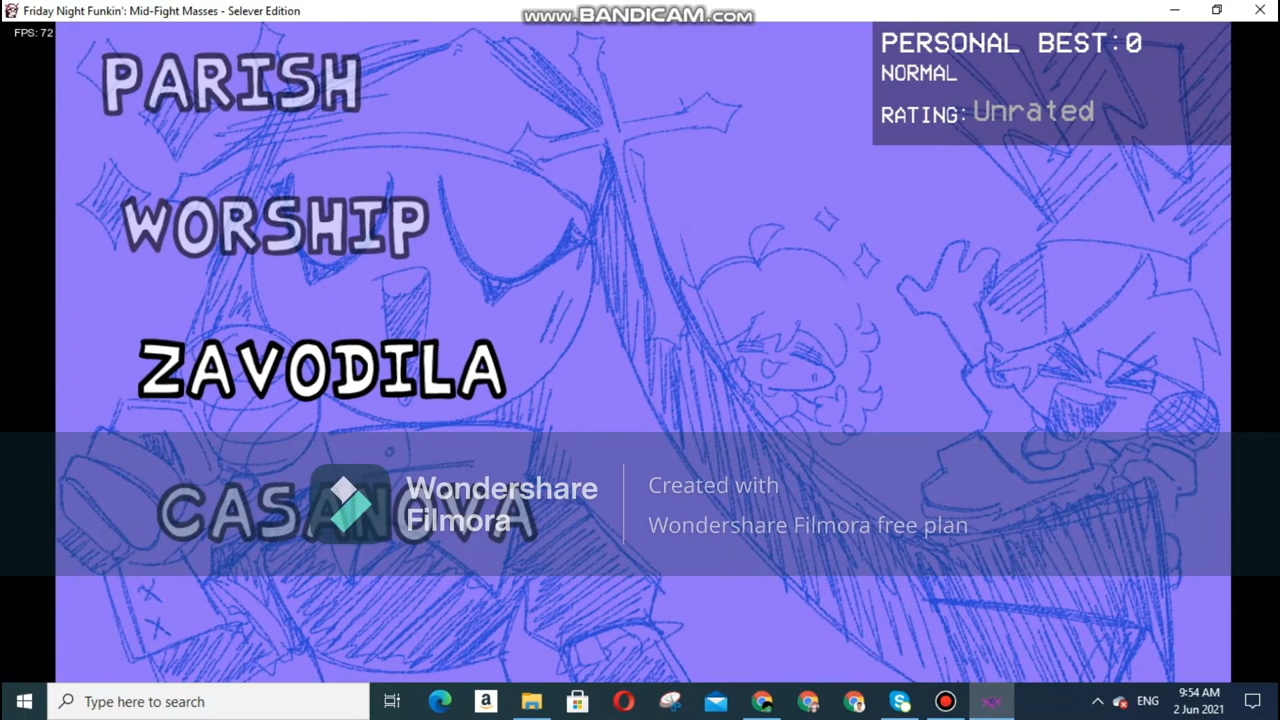 Friday Night Funkin': Mid-Fight Masses - Selever Edition
www.BANDICAM.com
FPS: 72
PERSONAL BEST:0
NORMAL
RATING: Unrated
PARISH
WORSHIP
ZAVODILA
CASANOVA
Wondershare
Filmora
Created with
Wondershare Filmora free plan
Type here to search
ENG
9:54 AM
2 Jun 2021